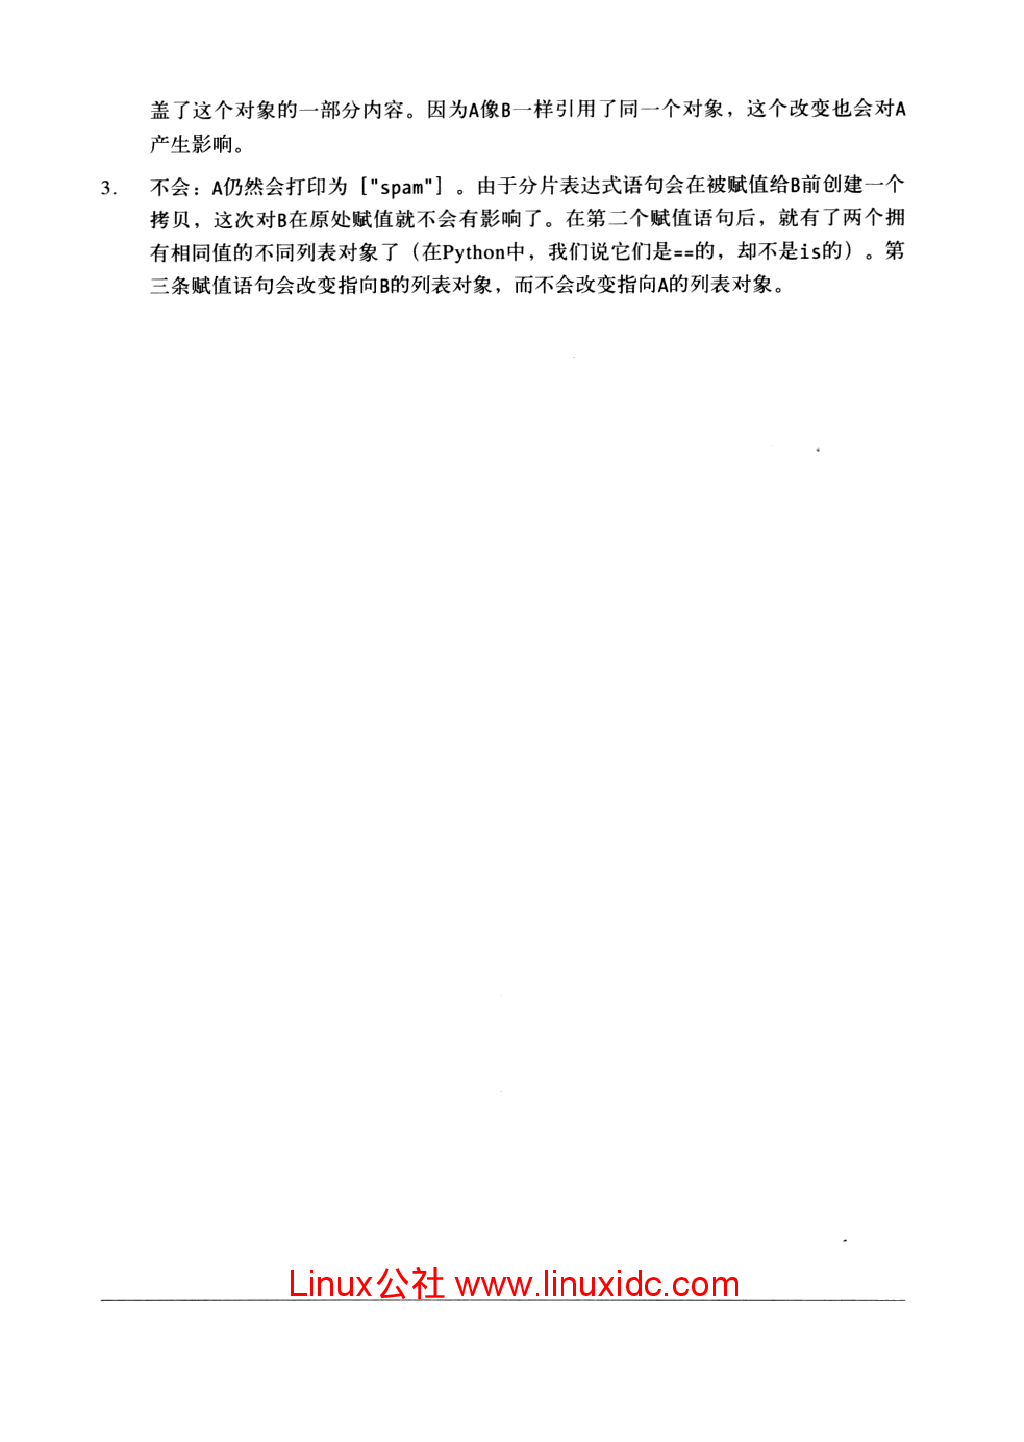 盖了这个对象的一部分内容。因为A像B一样引用了同一个对象，这个改变也会对A
产生影响。
3. 不会：A仍然会打印为 ["spam"] 。由于分片表达式语句会在被赋值给B前创建一个
拷贝，这次对B在原处赋值就不会有影响了。在第二个赋值语句后，就有了两个拥
有相同值的不同列表对象了（在Python中，我们说它们是==的，却不是is的）。第
三条赋值语句会改变指向B的列表对象，而不会改变指向A的列表对象。
Linux公社 www.linuxidc.com